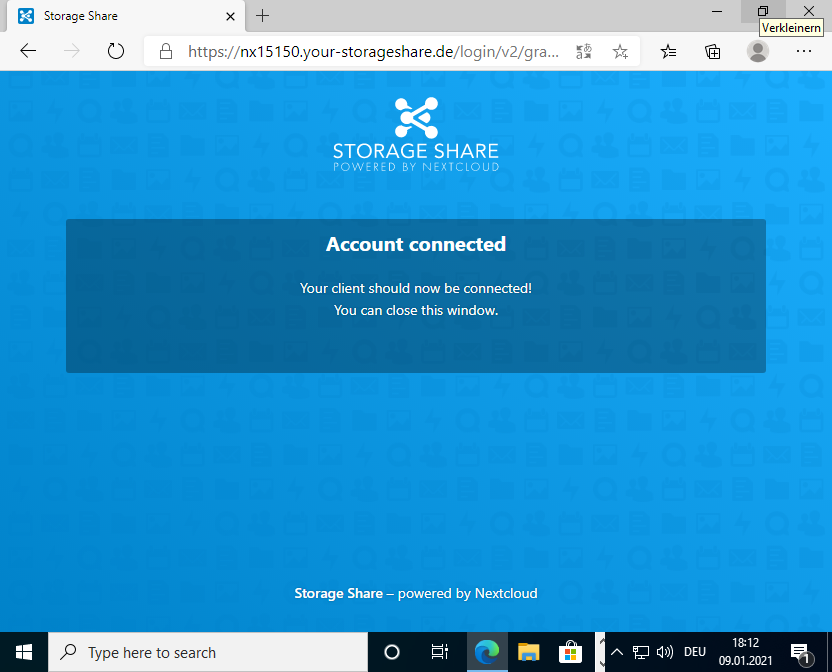 Storage Share
Verkleinern
https://nx15150.your-storageshare.de/login/v2/gra...
STORAGE SHARE
POWERED BY NEXTCLOUD
Account connected
Your client should now be connected!
You can close this window.
Storage Share – powered by Nextcloud
Type here to search
DEU
18:12
09.01.2021
1